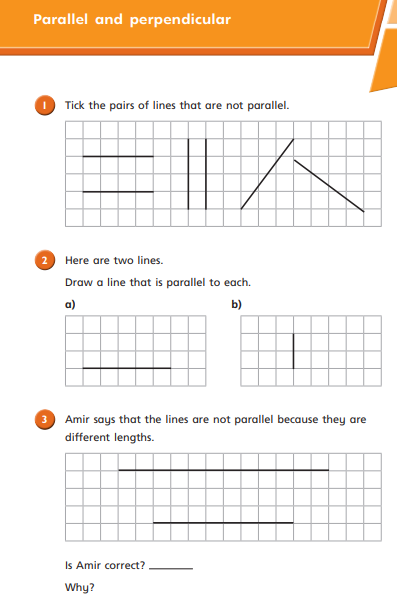 Parallel and perpendicular
1 Tick the pairs of lines that are not parallel.
2 Here are two lines.
Draw a line that is parallel to each.
a) b)
3 Amir says that the lines are not parallel because they are
different lengths.
Is Amir correct? ________
Why?